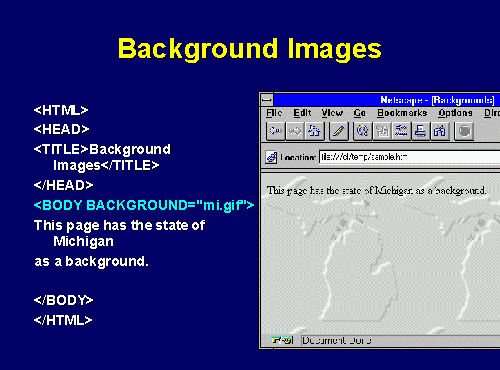 Background Images
<HTML>
<HEAD>
<TITLE>Background
Images</TITLE>
</HEAD>
<BODY BACKGROUND="mi.gif">
This page has the state of
Michigan
as a background.
</BODY>
</HTML>
Netscape - [Backgrounds]
File Edit View Go Bookmarks Options Dire
Location: file:///c|/temp/sample.htm
This page has the state of Michigan as a background.
Document: Done